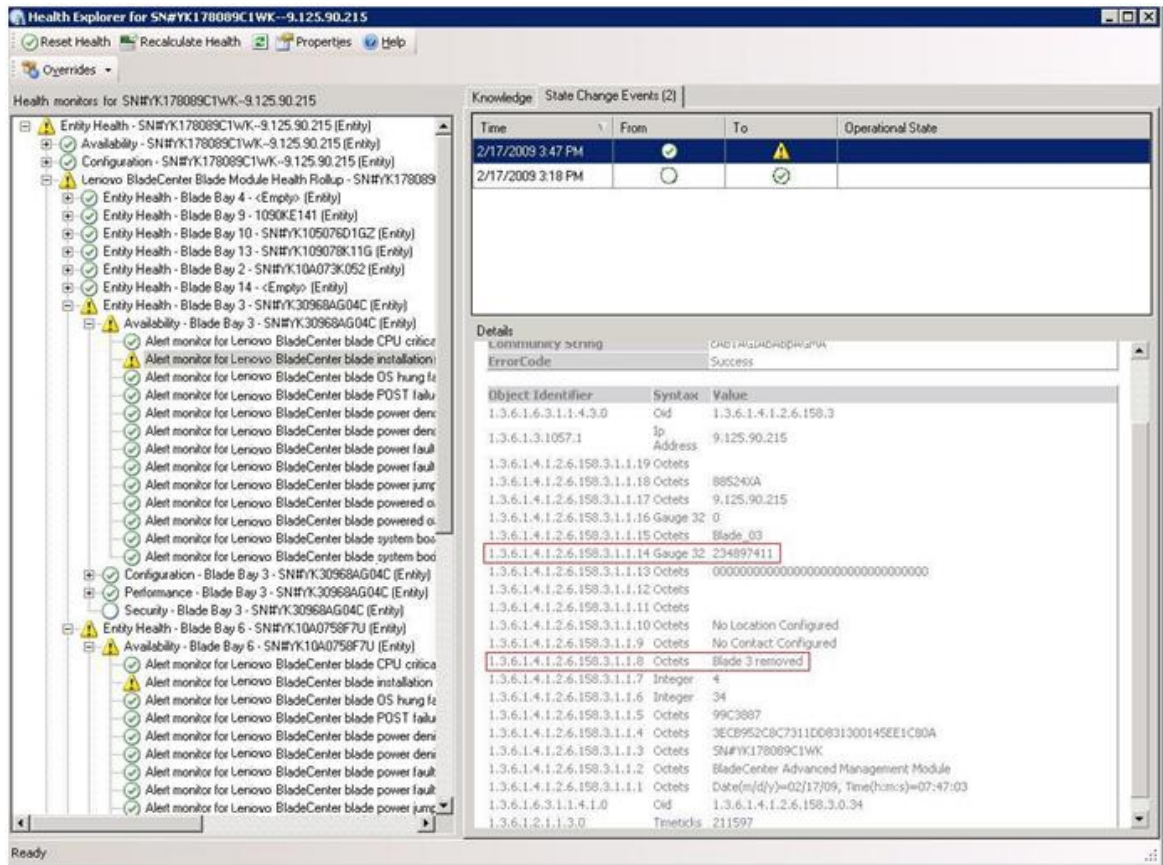 Health Explorer for SN#YK178089C1WK--9.125.90.215
Reset Health Recalculate Health Properties Help
Overrides
Health monitors for SN#YK178089C1WK--9.125.90.215
Entity Health - SN#YK178089C1WK--9.125.90.215 (Entity)
Availability - SN#YK178089C1WK--9.125.90.215 (Entity)
Configuration - SN#YK178089C1WK--9.125.90.215 (Entity)
Lenovo BladeCenter Blade Module Health Rollup - SN#YK178089
Entity Health - Blade Bay 4 - <Empty> (Entity)
Entity Health - Blade Bay 9 - 1090KE141 (Entity)
Entity Health - Blade Bay 10 - SN#YK105076D1GZ (Entity)
Entity Health - Blade Bay 13 - SN#YK109078K11G (Entity)
Entity Health - Blade Bay 2 - SN#YK10A073K052 (Entity)
Entity Health - Blade Bay 14 - <Empty> (Entity)
Entity Health - Blade Bay 3 - SN#YK30968AG04C (Entity)
Availability - Blade Bay 3 - SN#YK30968AG04C (Entity)
Alert monitor for Lenovo BladeCenter blade CPU critica
Alert monitor for Lenovo BladeCenter blade installation
Alert monitor for Lenovo BladeCenter blade OS hung fa
Alert monitor for Lenovo BladeCenter blade POST failu
Alert monitor for Lenovo BladeCenter blade power deni
Alert monitor for Lenovo BladeCenter blade power deni
Alert monitor for Lenovo BladeCenter blade power fault
Alert monitor for Lenovo BladeCenter blade power fault
Alert monitor for Lenovo BladeCenter blade power jump
Alert monitor for Lenovo BladeCenter blade powered o
Alert monitor for Lenovo BladeCenter blade powered o
Alert monitor for Lenovo BladeCenter blade system boa
Alert monitor for Lenovo BladeCenter blade system boo
Configuration - Blade Bay 3 - SN#YK30968AG04C (Entity)
Performance - Blade Bay 3 - SN#YK30968AG04C (Entity)
Security - Blade Bay 3 - SN#YK30968AG04C (Entity)
Entity Health - Blade Bay 6 - SN#YK10A0758F7U (Entity)
Availability - Blade Bay 6 - SN#YK10A0758F7U (Entity)
Alert monitor for Lenovo BladeCenter blade CPU critica
Alert monitor for Lenovo BladeCenter blade installation
Alert monitor for Lenovo BladeCenter blade OS hung fa
Alert monitor for Lenovo BladeCenter blade POST failu
Alert monitor for Lenovo BladeCenter blade power deni
Alert monitor for Lenovo BladeCenter blade power deni
Alert monitor for Lenovo BladeCenter blade power fault
Alert monitor for Lenovo BladeCenter blade power fault
Alert monitor for Lenovo BladeCenter blade power jump
Knowledge State Change Events (2)
Time From To Operational State
2/17/2009 3:47 PM
2/17/2009 3:18 PM
Details
Community String
ErrorCode Success
Object Identifier Syntax Value
1.3.6.1.6.3.1.1.4.3.0 Oid 1.3.6.1.4.1.2.6.158.3
1.3.6.1.3.1057.1 Ip Address 9.125.90.215
1.3.6.1.4.1.2.6.158.3.1.1.19 Octets
1.3.6.1.4.1.2.6.158.3.1.1.18 Octets 88524XA
1.3.6.1.4.1.2.6.158.3.1.1.17 Octets 9.125.90.215
1.3.6.1.4.1.2.6.158.3.1.1.16 Gauge 32 0
1.3.6.1.4.1.2.6.158.3.1.1.15 Octets Blade_03
1.3.6.1.4.1.2.6.158.3.1.1.14 Gauge 32 234897411
1.3.6.1.4.1.2.6.158.3.1.1.13 Octets 00000000000000000000000000000000
1.3.6.1.4.1.2.6.158.3.1.1.12 Octets
1.3.6.1.4.1.2.6.158.3.1.1.11 Octets
1.3.6.1.4.1.2.6.158.3.1.1.10 Octets No Location Configured
1.3.6.1.4.1.2.6.158.3.1.1.9 Octets No Contact Configured
1.3.6.1.4.1.2.6.158.3.1.1.8 Octets Blade 3 removed
1.3.6.1.4.1.2.6.158.3.1.1.7 Integer 4
1.3.6.1.4.1.2.6.158.3.1.1.6 Integer 34
1.3.6.1.4.1.2.6.158.3.1.1.5 Octets 99C3887
1.3.6.1.4.1.2.6.158.3.1.1.4 Octets 3ECB952C8C7311DD831300145EE1C80A
1.3.6.1.4.1.2.6.158.3.1.1.3 Octets SN#YK178089C1WK
1.3.6.1.4.1.2.6.158.3.1.1.2 Octets BladeCenter Advanced Management Module
1.3.6.1.4.1.2.6.158.3.1.1.1 Octets Date(m/d/y)=02/17/09, Time(h:m:s)=07:47:03
1.3.6.1.6.3.1.1.4.1.0 Oid 1.3.6.1.4.1.2.6.158.3.0.34
1.3.6.1.2.1.1.3.0 Timeticks 211597
Ready